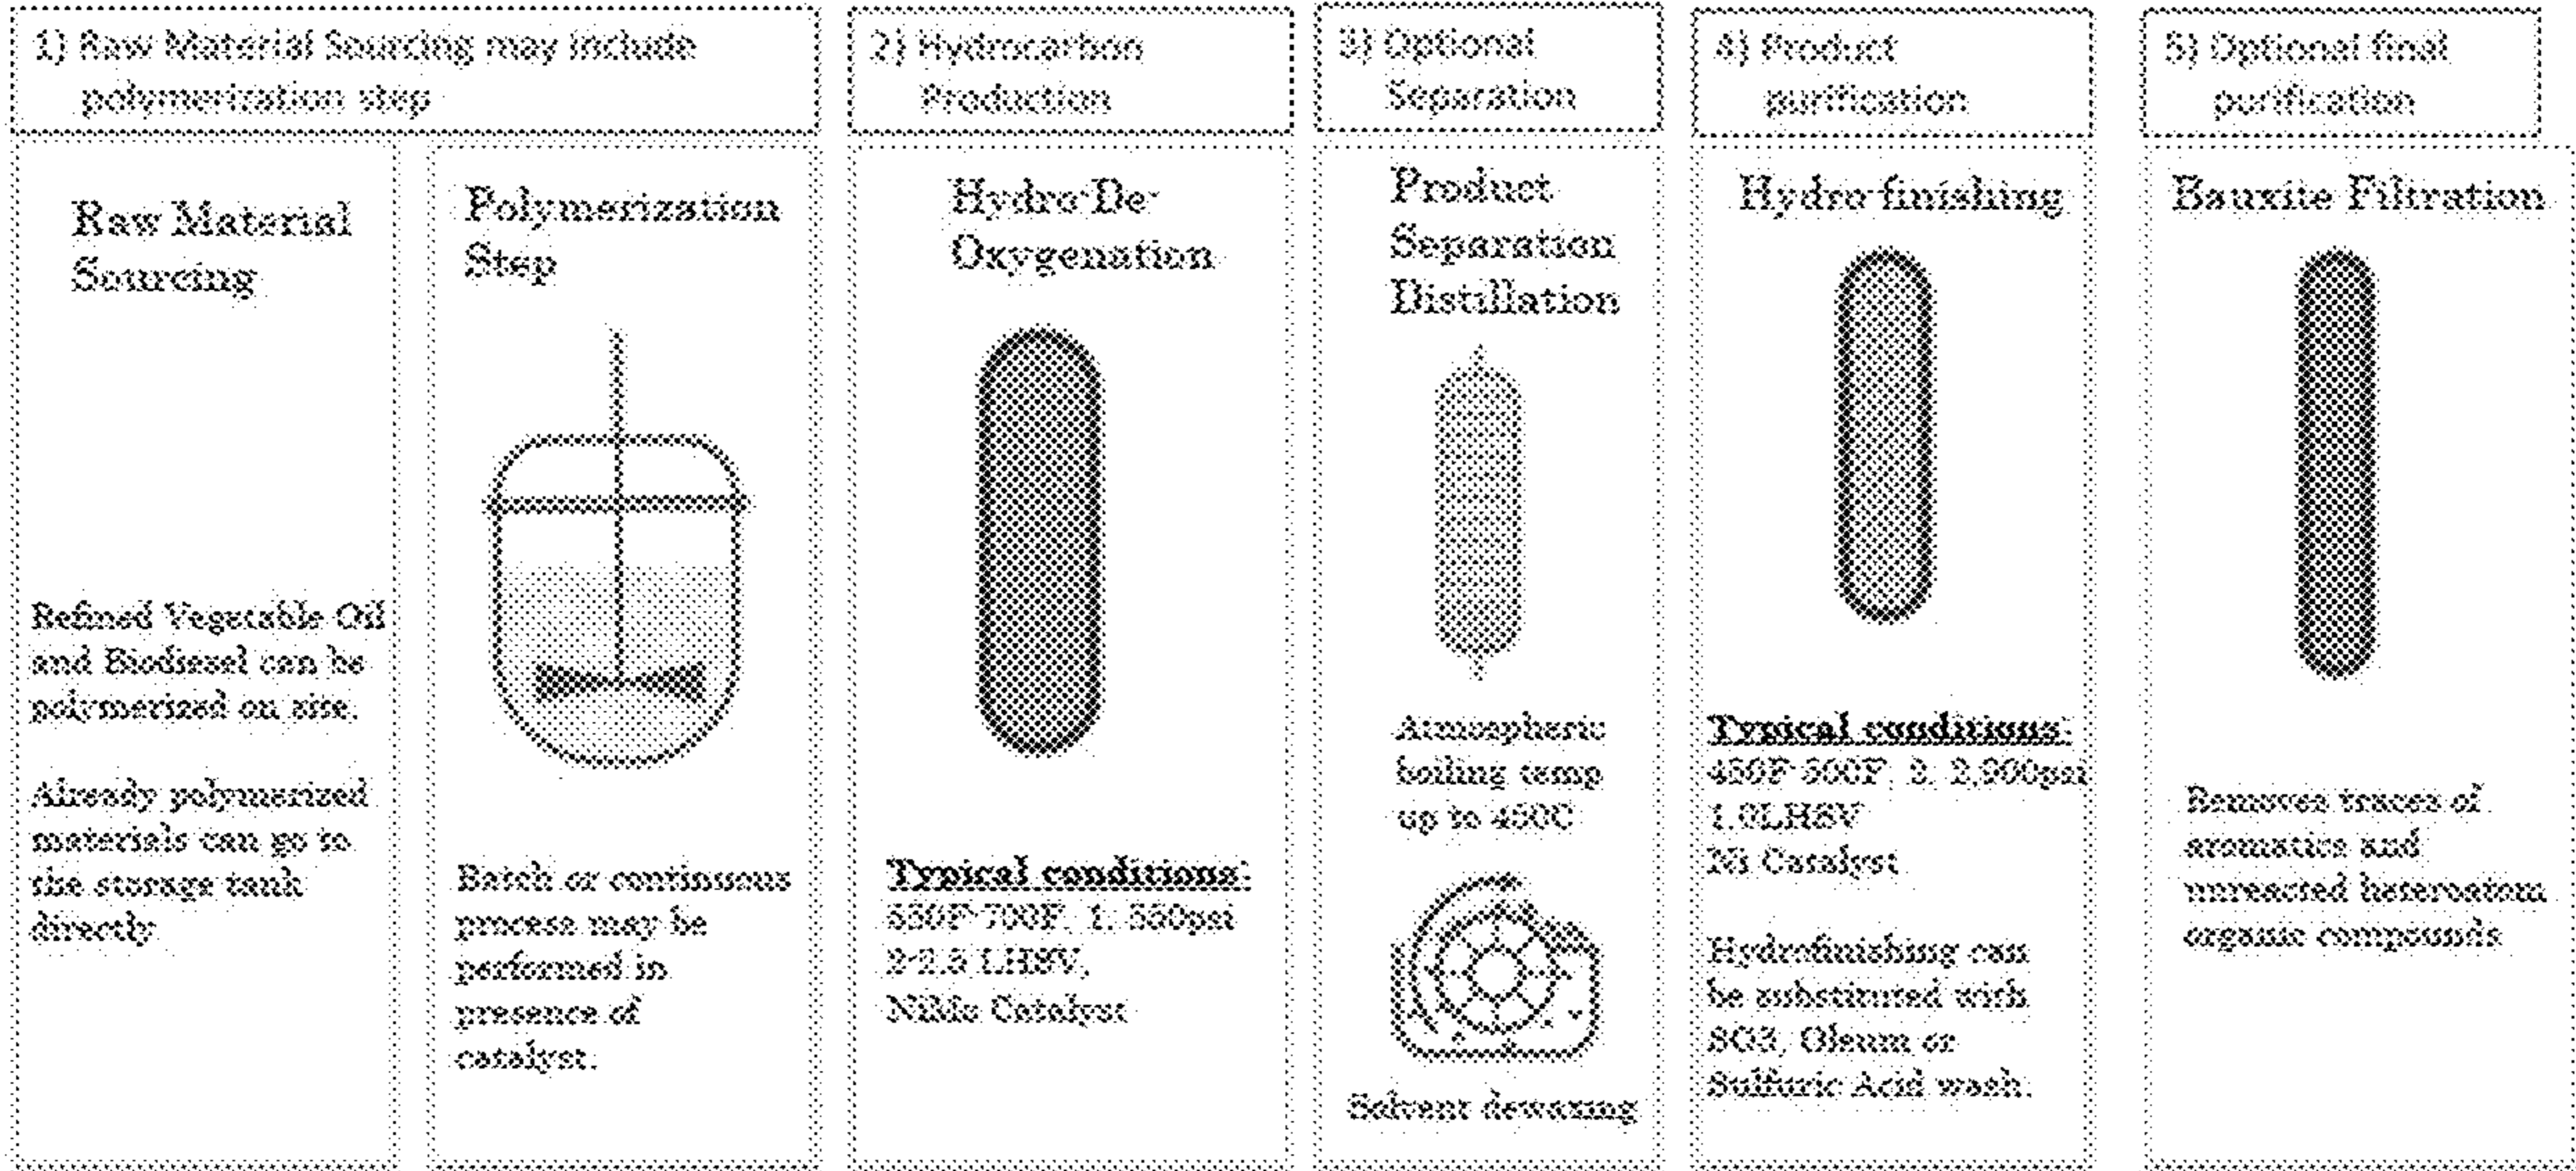 1) Raw Material Sourcing may include
polymerization step
2) Hydrocarbon
Production
3) Optional
Separation
4) Product
purification
5) Optional final
purification
Raw Material
Sourcing
Refined Vegetable Oil
and Biodiesel can be
polymerized on site.
Already polymerized
materials can go to
the storage tank
directly
Polymerization
Step
Batch or continuous
process may be
performed in
presence of
catalyst.
Hydro-De-
Oxygenation
Typical conditions:
LHSV,
Catalyst
Product
Separation
Distillation
Atmospheric
boiling temp
up to 450C
Solvent dewaxing
Hydro-finishing
Typical conditions:
1.0LHSV
Ni Catalyst
Hydrofinishing can
be substituted with
SO3, Oleum or
Sulfuric Acid wash.
Bauxite Filtration
Removes traces of
aromatics and
unreacted heteroatom
organic compounds